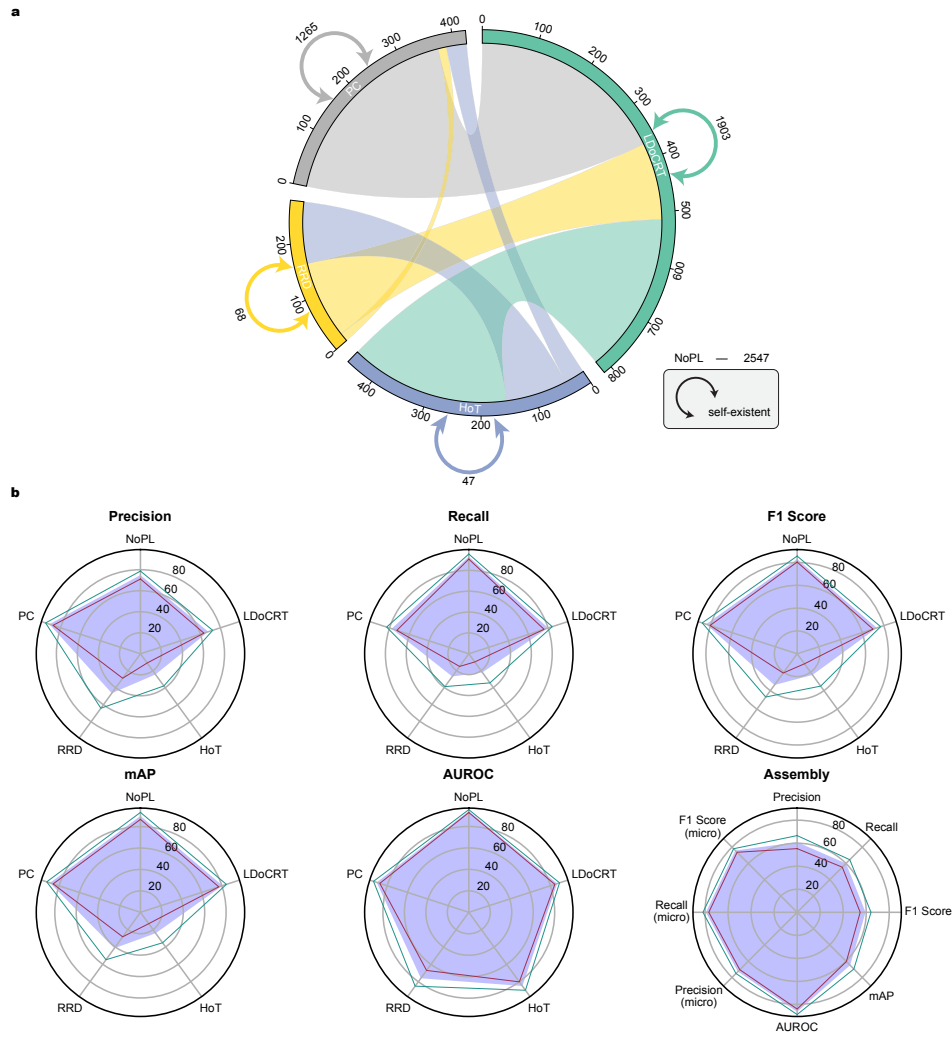 a
0
100
200
300
400
500
600
700
800
LDoCRT
1903
0
100
200
300
400
PC
1265
0
100
200
RRD
68
0
100
200
300
400
HoT
47
NoPL — 2547
self-existent
b
Precision
NoPL
80
60
40
20
PC
LDoCRT
RRD
HoT
Recall
NoPL
80
60
40
20
PC
LDoCRT
RRD
HoT
F1 Score
NoPL
80
60
40
20
PC
LDoCRT
RRD
HoT
mAP
NoPL
80
60
40
20
PC
LDoCRT
RRD
HoT
AUROC
NoPL
80
60
40
20
PC
LDoCRT
RRD
HoT
Assembly
Precision
F1 Score
(micro)
80
Recall
60
40
20
Recall
(micro)
F1 Score
Precision
(micro)
mAP
AUROC